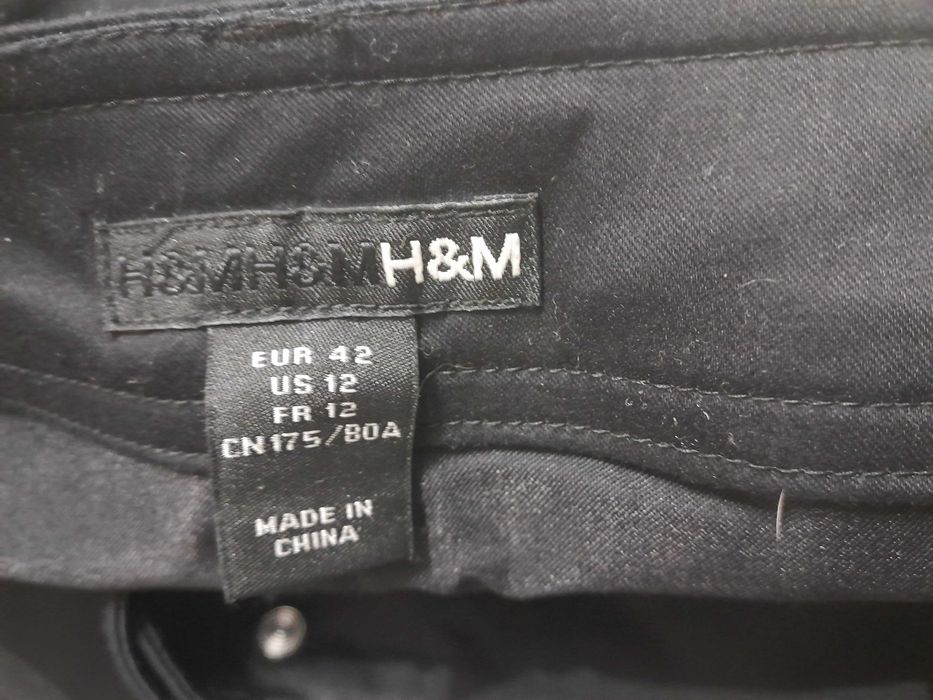 H&MH&MH&M
EUR 42
US 12
FR 12
CN175/80A
MADE IN
CHINA